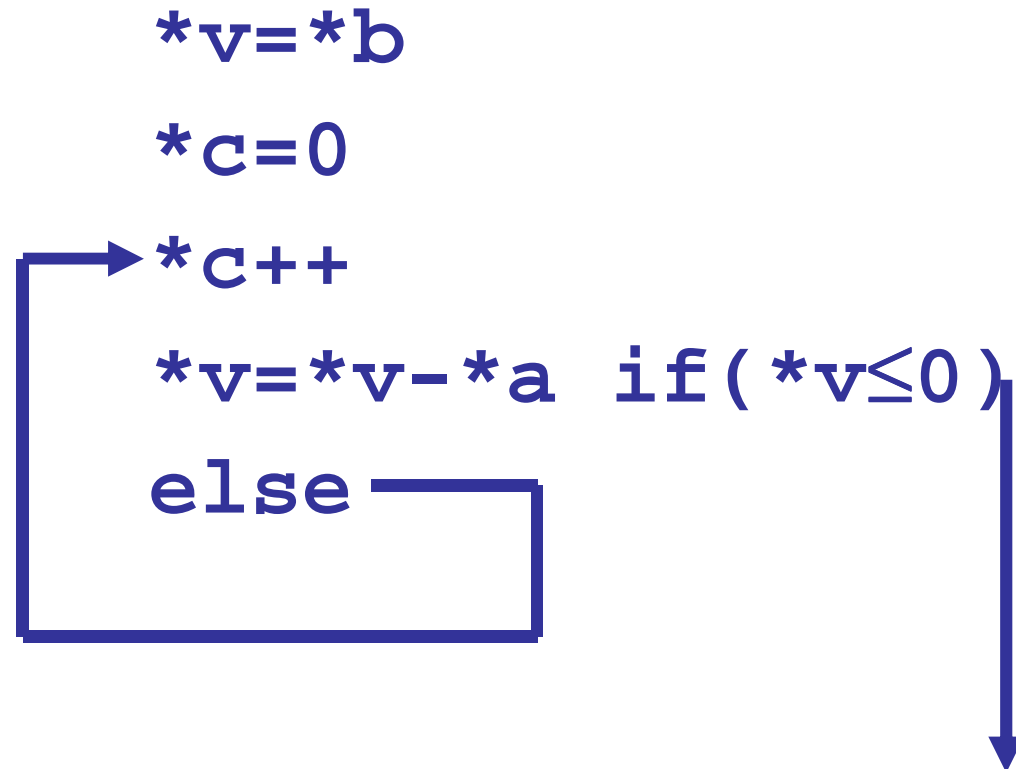 *v=*b
*c=0
*c++
*v=*v-*a if(*v≤0)
else